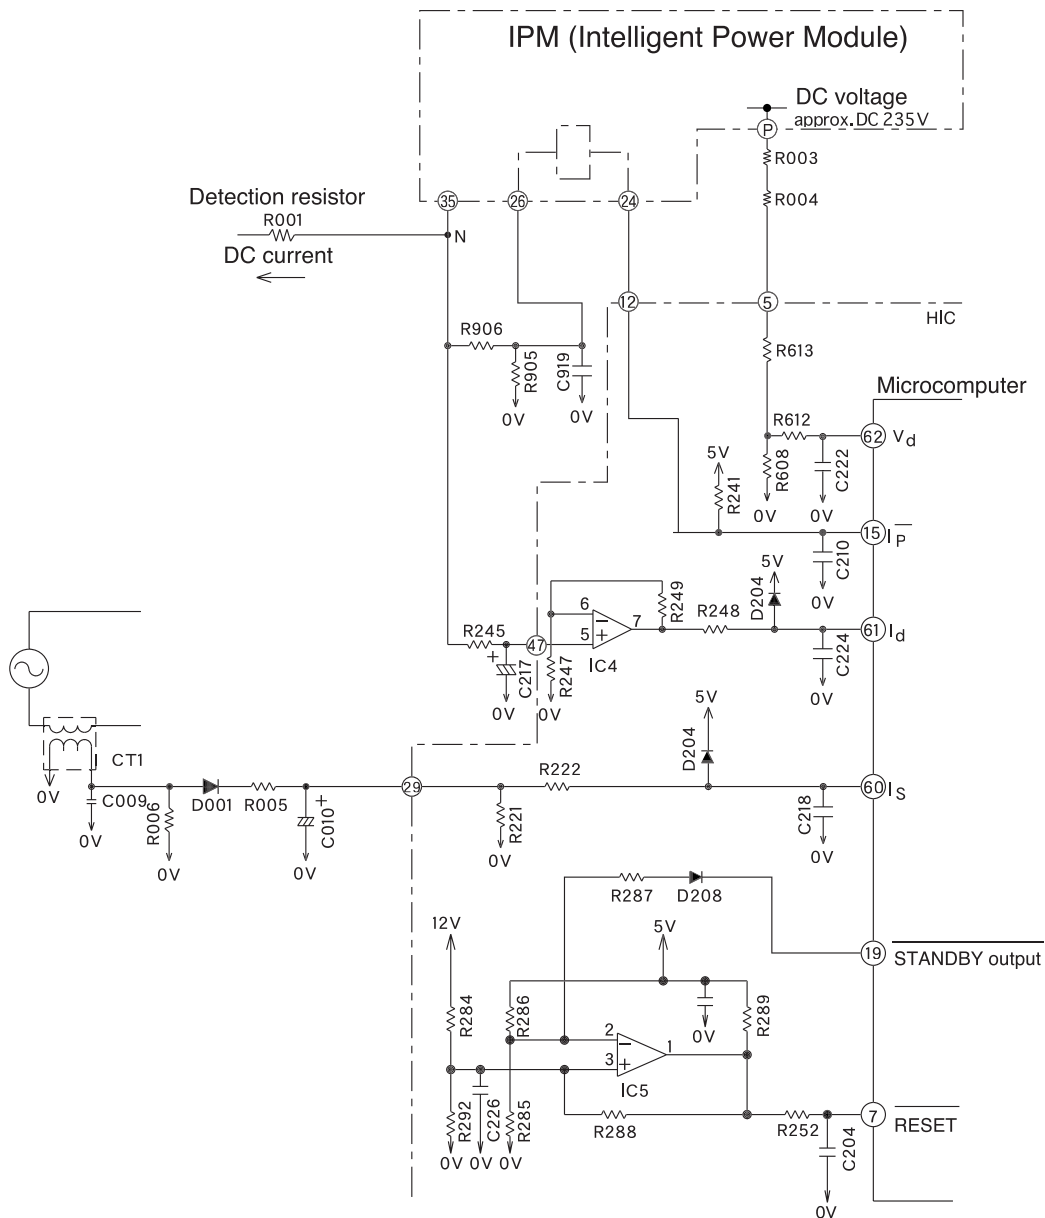 IPM (Intelligent Power Module)
DC voltage
approx.DC 235V
P
R003
R004
Detection resistor
R001
DC current
35
26
24
N
12
5
HIC
R906
R905
C919
0V
0V
R613
Microcomputer
R612
62
Vd
R608
C222
0V
0V
5V
R241
15
IP
C210
0V
5V
D204
R249
6
7
R248
61
Id
R245
47
5
IC4
+
C217
R247
C224
0V
0V
0V
CT1
5V
D204
R222
0V
C009
R006
D001
R005
+
C010
29
R221
60
IS
C218
0V
0V
0V
0V
0V
R287
D208
12V
5V
19
STANDBY output
R284
R286
R289
0V
2
3
1
IC5
R292
C226
R285
R288
R252
7
RESET
C204
0V
0V
0V
0V